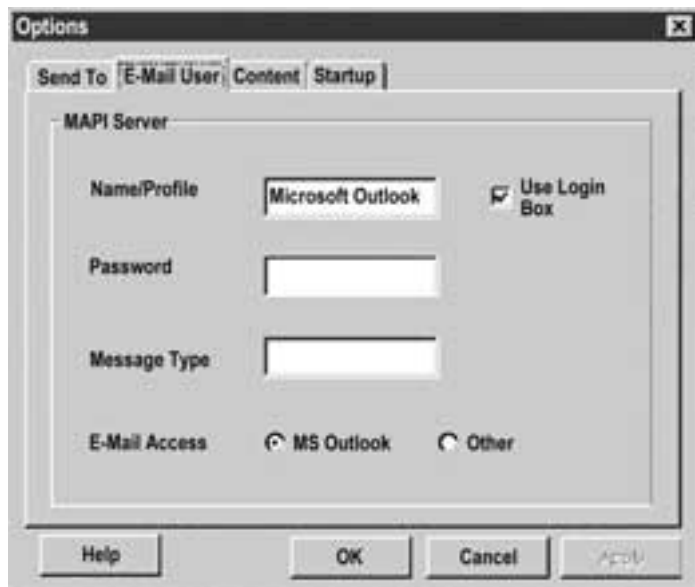 Options
Send To E-Mail User Content Startup
MAPI Server
Name/Profile Microsoft Outlook Use Login
Box
Password
Message Type
E-Mail Access MS Outlook Other
Help OK Cancel Apply